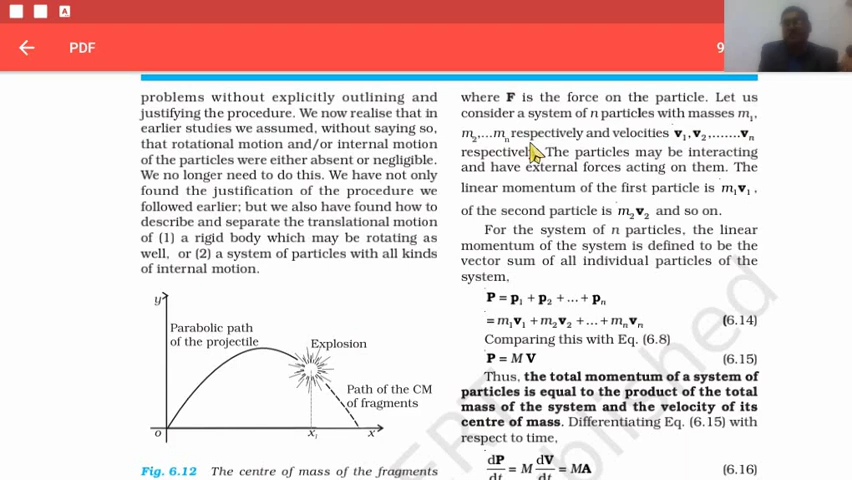 A
PDF
9
problems without explicitly outlining and
justifying the procedure. We now realise that in
earlier studies we assumed, without saying so,
that rotational motion and/or internal motion
of the particles were either absent or negligible.
We no longer need to do this. We have not only
found the justification of the procedure we
followed earlier; but we also have found how to
describe and separate the translational motion
of (1) a rigid body which may be rotating as
well, or (2) a system of particles with all kinds
of internal motion.
y
Parabolic path
of the projectile
Explosion
Path of the CM
of fragments
o
x₁
x
Fig. 6.12 The centre of mass of the fragments
where F is the force on the particle. Let us
consider a system of n particles with masses m₁,
m₂,...mₙ respectively and velocities v₁, v₂,........vₙ
respectively. The particles may be interacting
and have external forces acting on them. The
linear momentum of the first particle is m₁v₁,
of the second particle is m₂v₂ and so on.
For the system of n particles, the linear
momentum of the system is defined to be the
vector sum of all individual particles of the
system,
P = p₁ + p₂ + ... + pₙ
= m₁v₁ + m₂v₂ + ... + mₙvₙ (6.14)
Comparing this with Eq. (6.8)
P = M V (6.15)
Thus, the total momentum of a system of
particles is equal to the product of the total
mass of the system and the velocity of its
centre of mass. Differentiating Eq. (6.15) with
respect to time,
dP/dt = M dV/dt = MA (6.16)